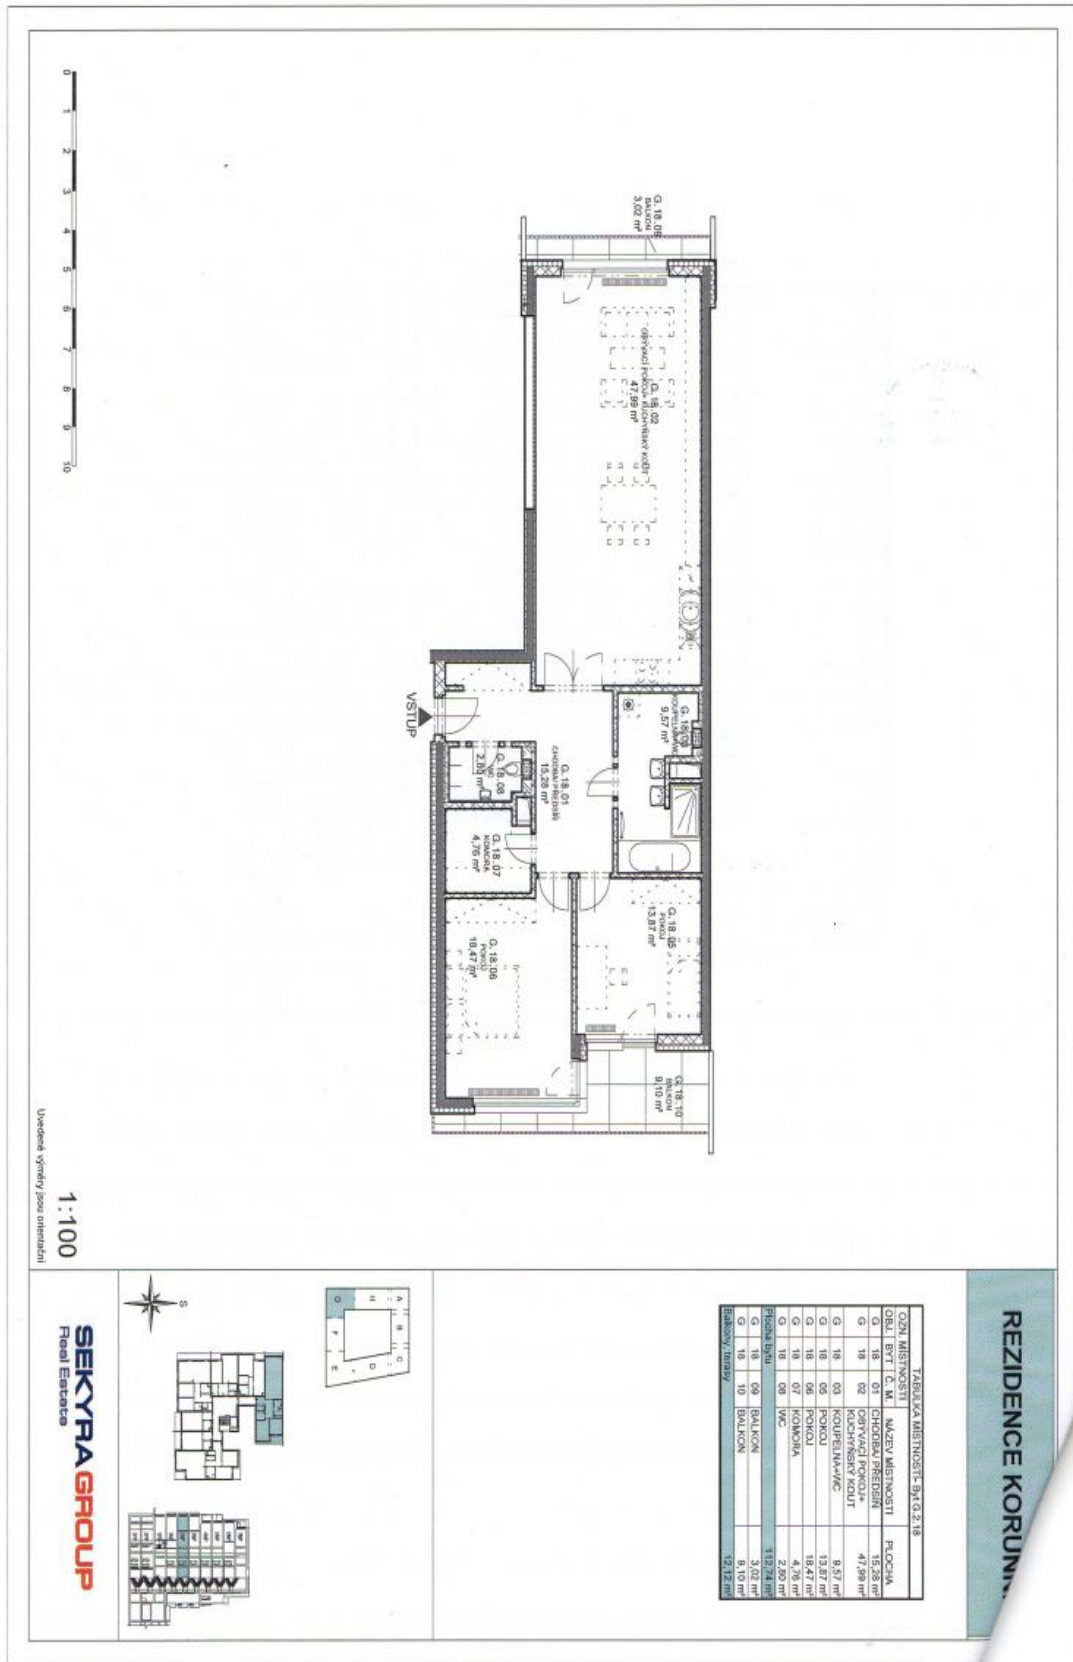 REZIDENCE KORUN
TABULKA MÍSTNOSTÍ- Byt G.2.18
OZN. MÍSTNOSTI
OBJ. BYT Č. M. NÁZEV MÍSTNOSTI PLOCHA
G 18 01 CHODBA/ PŘEDSÍŇ 15,28 m²
G 18 02 OBÝVACÍ POKOJ+ 47,99 m²
KUCHYŇSKÝ KOUT
G 18 03 KOUPELNA+WC 9,57 m²
G 18 05 POKOJ 13,87 m²
G 18 06 POKOJ 18,47 m²
G 18 07 KOMORA 4,76 m²
G 18 08 WC 2,80 m²
Plocha bytu 112,74 m²
G 18 09 BALKON 3,02 m²
G 18 10 BALKON 9,10 m²
Balkony, terasy 12,12 m²
G.18.09
BALKON
3,02 m²
G.18.02
OBÝVACÍ POKOJ+ KUCHYŇSKÝ KOUT
47,99 m²
G.18.03
KOUPELNA+WC
9,57 m²
G.18.01
CHODBA/ PŘEDSÍŇ
15,28 m²
G.18.08
WC
2,80 m²
G.18.07
KOMORA
4,76 m²
G.18.05
POKOJ
13,87 m²
G.18.06
POKOJ
18,47 m²
G.18.10
BALKON
9,10 m²
VSTUP
0 1 2 3 4 5 6 7 8 9 10
1:100
Uvedené výměry jsou orientační
A B C
H D
G F E
S
SEKYRA GROUP
Real Estate